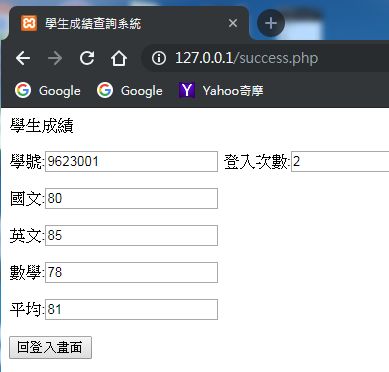 學生成績查詢系統
127.0.0.1/success.php
Google Google Yahoo奇摩
學生成績
學號:9623001 登入次數:2
國文:80
英文:85
數學:78
平均:81
回登入畫面